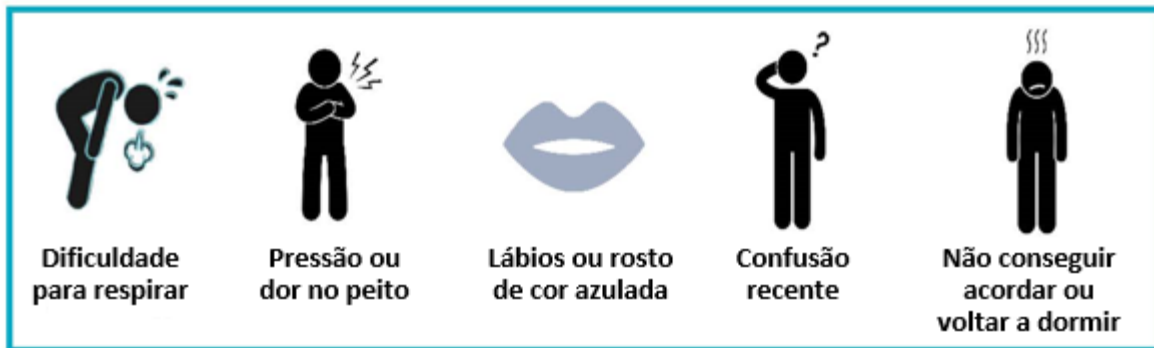 ?
Dificuldade
para respirar
Pressão ou
dor no peito
Lábios ou rosto
de cor azulada
Confusão
recente
Não conseguir
acordar ou
voltar a dormir